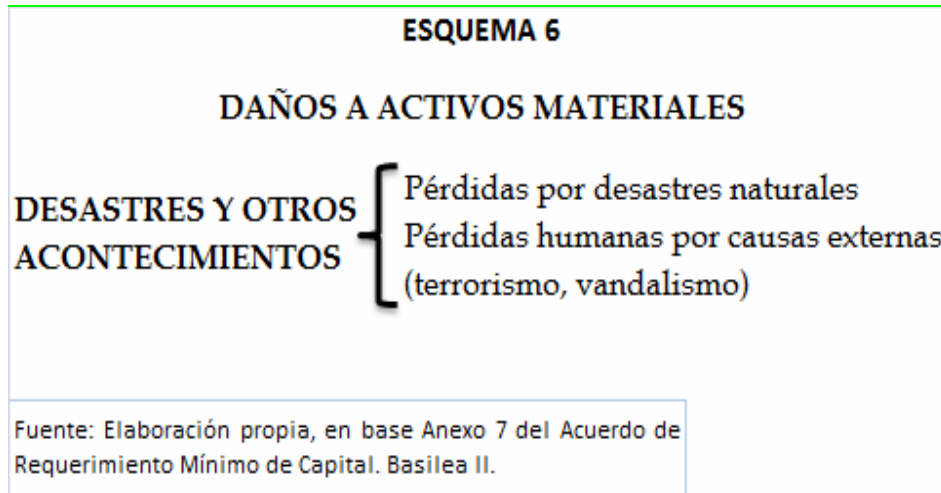 ESQUEMA 6
DAÑOS A ACTIVOS MATERIALES
DESASTRES Y OTROS
ACONTECIMIENTOS
Pérdidas por desastres naturales
Pérdidas humanas por causas externas
(terrorismo, vandalismo)
Fuente: Elaboración propia, en base Anexo 7 del Acuerdo de
Requerimiento Mínimo de Capital. Basilea II.